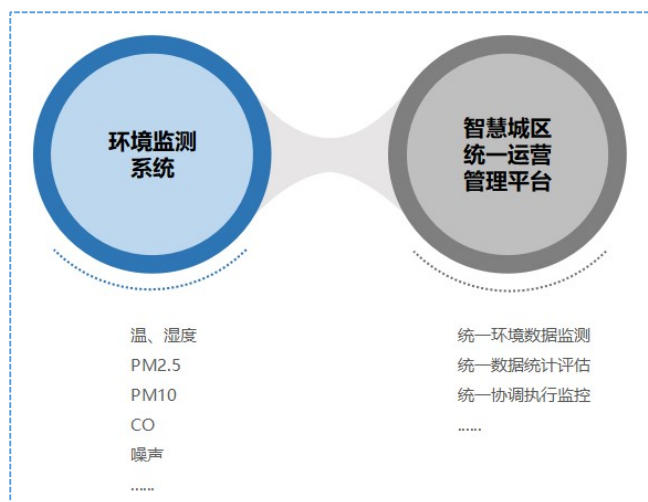 环境监测
系统
智慧城区
统一运营
管理平台
温、湿度
PM2.5
PM10
CO
噪声
......
统一环境数据监测
统一数据统计评估
统一协调执行监控
......